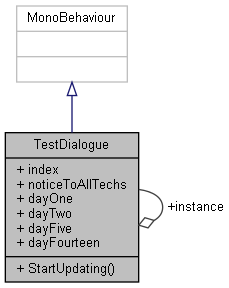 MonoBehaviour
TestDialogue
+ index
+ noticeToAllTechs
+ dayOne
+ dayTwo
+ dayFive
+ dayFourteen
+ StartUpdating()
+instance